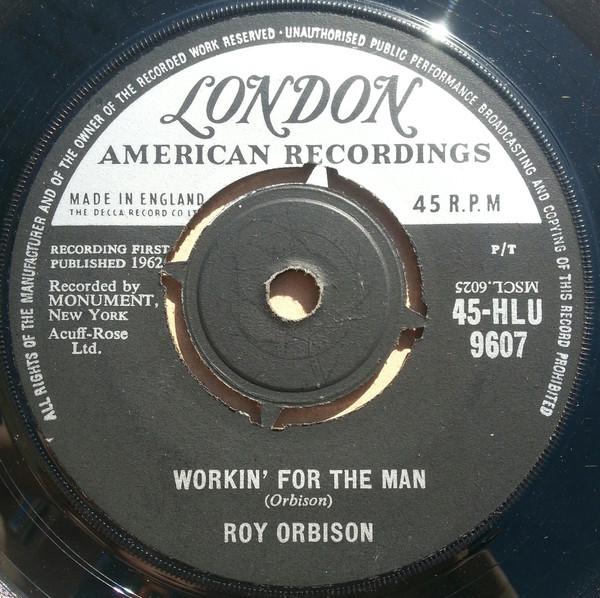 ALL RIGHTS OF THE MANUFACTURER AND OF THE OWNER OF THE RECORDED WORK RESERVED · UNAUTHORISED PUBLIC PERFORMANCE BROADCASTING AND COPYING OF THIS RECORD PROHIBITED
LONDON
AMERICAN RECORDINGS
MADE IN ENGLAND
THE DECCA RECORD CO LT
45 R.P.M
RECORDING FIRST
PUBLISHED 1962
Recorded by
MONUMENT,
New York
Acuff-Rose
Ltd.
P/T
MSCL.6025
45-HLU
9607
WORKIN' FOR THE MAN
(Orbison)
ROY ORBISON